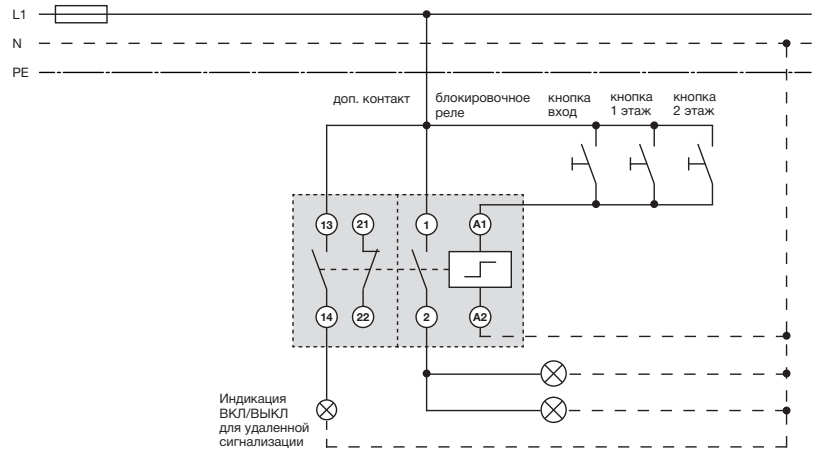 L1
N
PE
доп. контакт
блокировочное
реле
кнопка
вход
кнопка
1 этаж
кнопка
2 этаж
13
21
1
A1
14
22
2
A2
Индикация
ВКЛ/ВЫКЛ
для удаленной
сигнализации